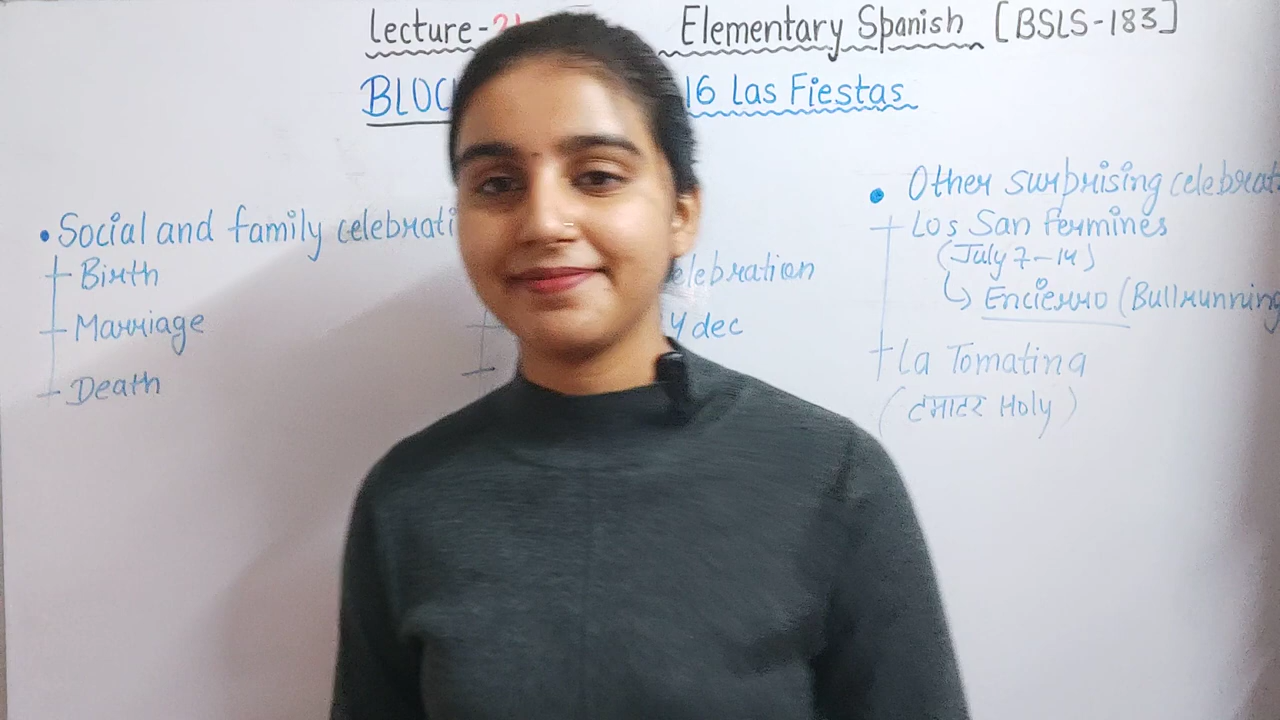 Lecture- Elementary Spanish [BSLS-183]
16 Las Fiestas
• Social and family celebrati
Birth
Marriage
Death
elebration
4 dec
• Other surprising celebrat
Los San Fermines
(July 7-14)
↳ Encierro (Bullrunning
La Tomatina
(टमाटर Holy)